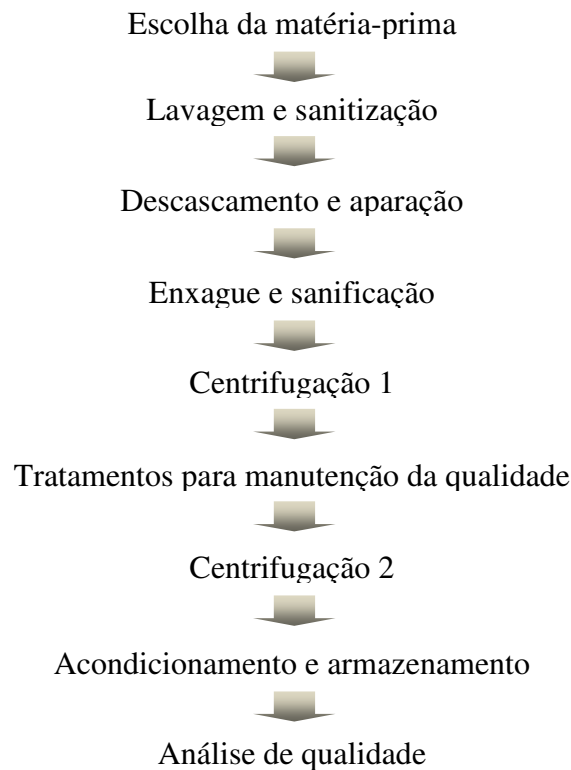 Escolha da matéria-prima
Lavagem e sanitização
Descascamento e aparação
Enxague e sanificação
Centrifugação 1
Tratamentos para manutenção da qualidade
Centrifugação 2
Acondicionamento e armazenamento
Análise de qualidade